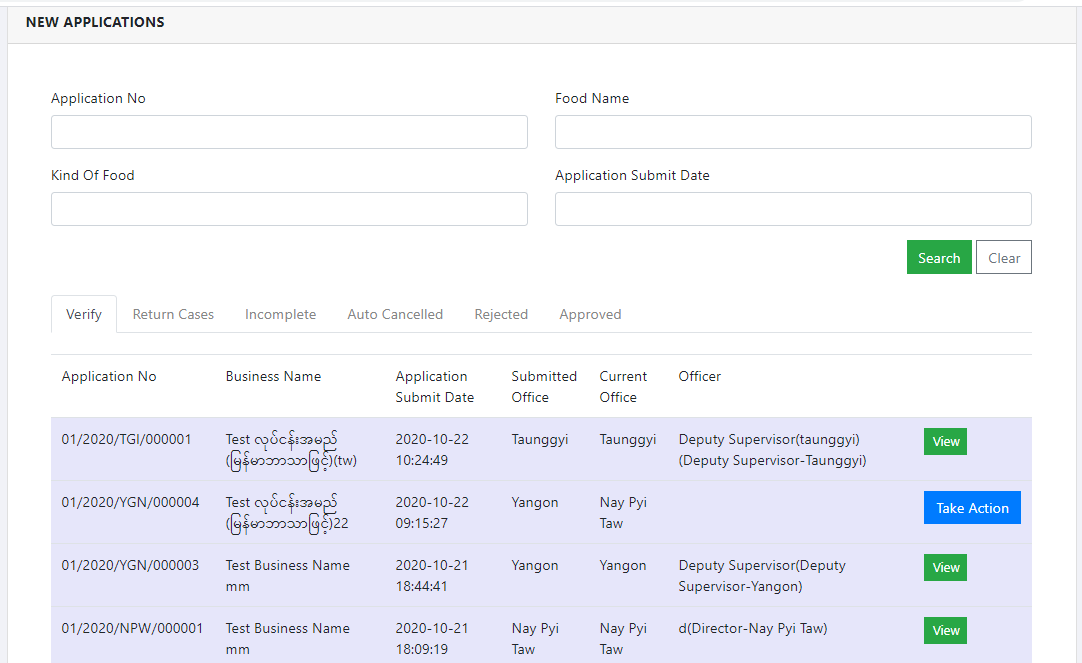 NEW APPLICATIONS
Application No
Food Name
Kind Of Food
Application Submit Date
Search
Clear
Verify
Return Cases
Incomplete
Auto Cancelled
Rejected
Approved
Application No
Business Name
Application
Submit Date
Submitted
Office
Current
Office
Officer
01/2020/TGI/000001
Test လုပ်ငန်းအမည်
(မြန်မာဘာသာဖြင့်)(tw)
2020-10-22
10:24:49
Taunggyi
Taunggyi
Deputy Supervisor(taunggyi)
(Deputy Supervisor-Taunggyi)
View
01/2020/YGN/000004
Test လုပ်ငန်းအမည်
(မြန်မာဘာသာဖြင့်)22
2020-10-22
09:15:27
Yangon
Nay Pyi
Taw
Take Action
01/2020/YGN/000003
Test Business Name
mm
2020-10-21
18:44:41
Yangon
Yangon
Deputy Supervisor(Deputy
Supervisor-Yangon)
View
01/2020/NPW/000001
Test Business Name
mm
2020-10-21
18:09:19
Nay Pyi
Taw
Nay Pyi
Taw
d(Director-Nay Pyi Taw)
View